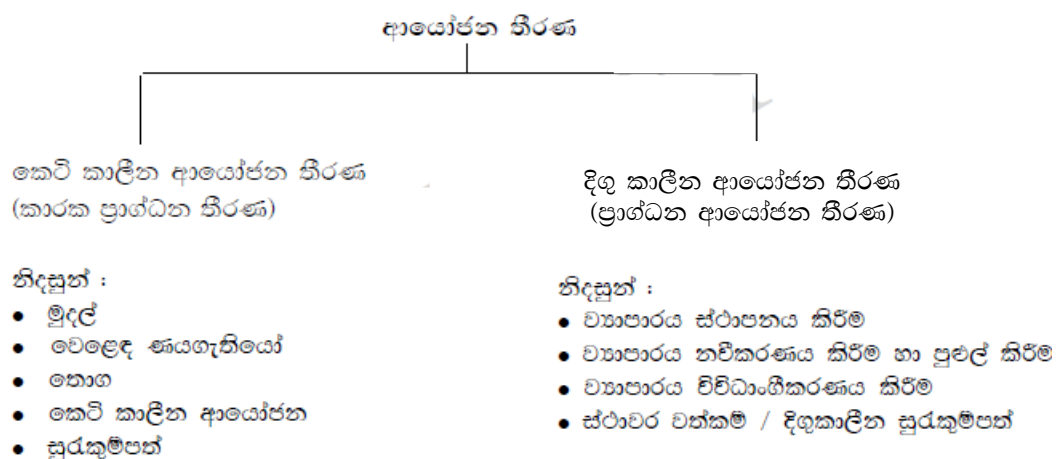 ආයෝජන තීරණ
කෙටි කාලීන ආයෝජන තීරණ
(කාරක ප්‍රාග්ධන තීරණ)
නිදසුන් :
● මුදල්
● වෙළෙඳ ණයගැතියෝ
● තොග
● කෙටි කාලීන ආයෝජන
● සුරැකුම්පත්
දිගු කාලීන ආයෝජන තීරණ
(ප්‍රාග්ධන ආයෝජන තීරණ)
නිදසුන් :
● ව්‍යාපාරය ස්ථාපනය කිරීම
● ව්‍යාපාරය නවීකරණය කිරීම හා පුළුල් කිරීම
● ව්‍යාපාරය විවිධාංගීකරණය කිරීම
● ස්ථාවර වත්කම් / දිගුකාලීන සුරැකුම්පත්